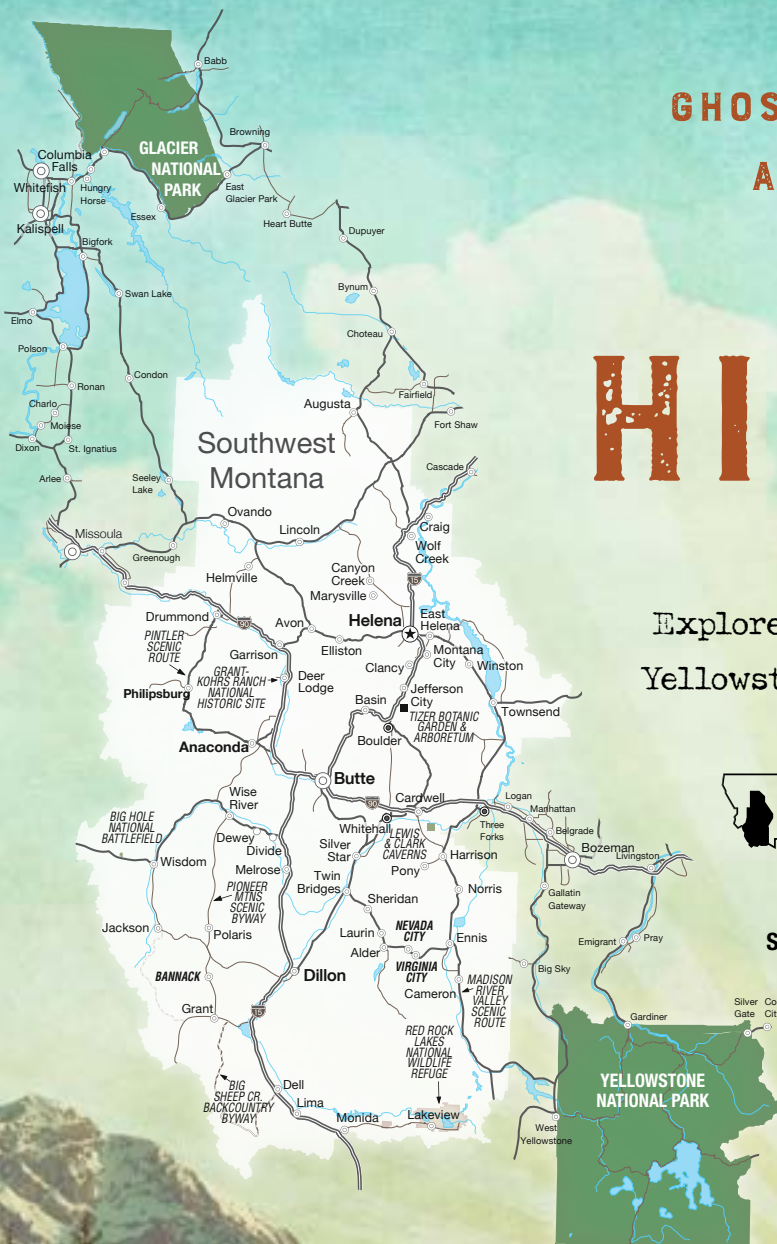 GHOS
A
HI
Explore
Yellowst
S
Babb
Browning
GLACIER
NATIONAL
PARK
Columbia
Falls
Whitefish
Hungry
Horse
East
Glacier Park
Kalispell
Essex
Heart Butte
Dupuyer
Bigfork
Swan Lake
Bynum
Elmo
Choteau
Polson
Condon
Ronan
Fairfield
Charlo
Augusta
Moiese
Fort Shaw
Dixon
St. Ignatius
Southwest
Montana
Arlee
Seeley
Lake
Cascade
Ovando
Missoula
Lincoln
Craig
Wolf
Creek
Greenough
Helmville
Canyon
Creek
15
Marysville
Drummond
90
Avon
Helena
East
Helena
PINTLER
SCENIC
ROUTE
Garrison
Elliston
Montana
City
GRANT-
KOHRS RANCH
NATIONAL
HISTORIC SITE
Deer
Lodge
Clancy
Winston
Philipsburg
Basin
Jefferson
City
Townsend
TIZER BOTANIC
GARDEN &
ARBORETUM
Boulder
Anaconda
Butte
Wise
River
90
Cardwell
Logan
Manhattan
BIG HOLE
NATIONAL
BATTLEFIELD
Dewey
Divide
Whitehall
LEWIS
& CLARK
CAVERNS
Three
Forks
Belgrade
Bozeman
Livingston
Silver
Star
Harrison
Wisdom
Melrose
Pony
Twin
Bridges
Norris
Gallatin
Gateway
PIONEER
MTNS
SCENIC
BYWAY
Sheridan
Jackson
Polaris
Laurin
NEVADA
CITY
Ennis
Emigrant
Pray
Alder
VIRGINIA
CITY
BANNACK
Dillon
Cameron
MADISON
RIVER
VALLEY
SCENIC
ROUTE
Big Sky
Grant
15
Silver
Gate
Co
Cit
Gardiner
RED ROCK
LAKES
NATIONAL
WILDLIFE
REFUGE
BIG
SHEEP CR.
BACKCOUNTRY
BYWAY
Dell
Lima
YELLOWSTONE
NATIONAL PARK
Monida
Lakeview
West
Yellowstone